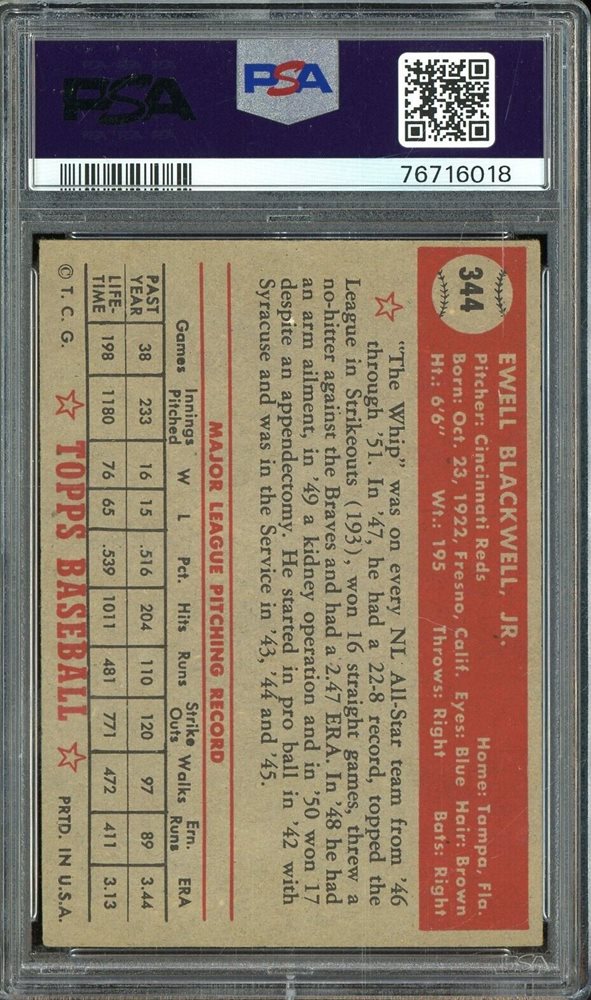 PSA
PSA
76716018
344
EWELL BLACKWELL, JR.
Pitcher: Cincinnati Reds Home: Tampa, Fla.
Born: Oct. 23, 1922, Fresno, Calif. Eyes: Blue Hair: Brown
Ht.: 6'6" Wt.: 195 Throws: Right Bats: Right
"The Whip" was on every NL All-Star team from '46
through '51. In '47, he had a 22-8 record, topped the
League in Strikeouts (193), won 16 straight games, threw a
no-hitter against the Braves and had a 2.47 ERA. In '48 he had
an arm ailment, in '49 a kidney operation and in '50 won 17
despite an appendectomy. He started in pro ball in '42 with
Syracuse and was in the Service in '43, '44 and '45.
MAJOR LEAGUE PITCHING RECORD
Games Innings Pitched W L Pct. Hits Runs Strike Outs Walks Ern. Runs ERA
PAST YEAR 38 233 16 15 .516 204 110 120 97 89 3.44
LIFE-TIME 198 1180 76 65 .539 1011 481 771 472 411 3.13
© T. C. G. TOPPS BASEBALL PRTD. IN U.S.A.
PSA